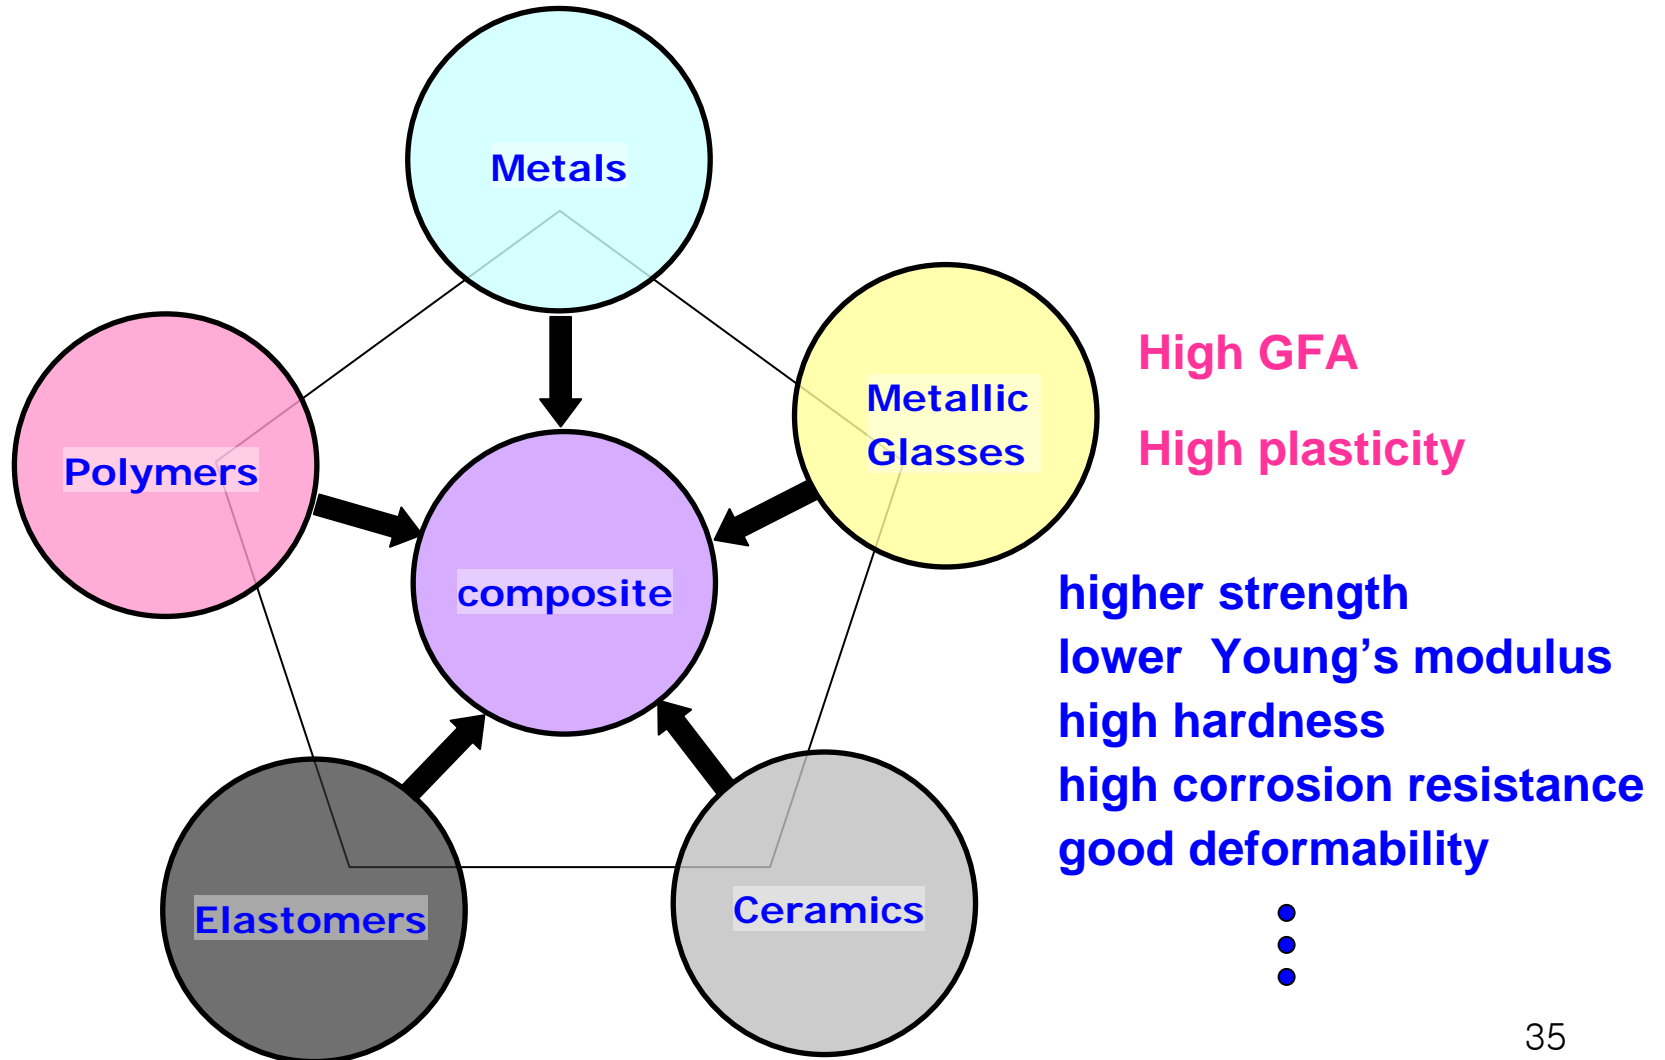 Metals
Metallic
Glasses
Polymers
composite
Elastomers
Ceramics
High GFA
High plasticity
higher strength
lower  Young’s modulus
high hardness
high corrosion resistance
good deformability
35